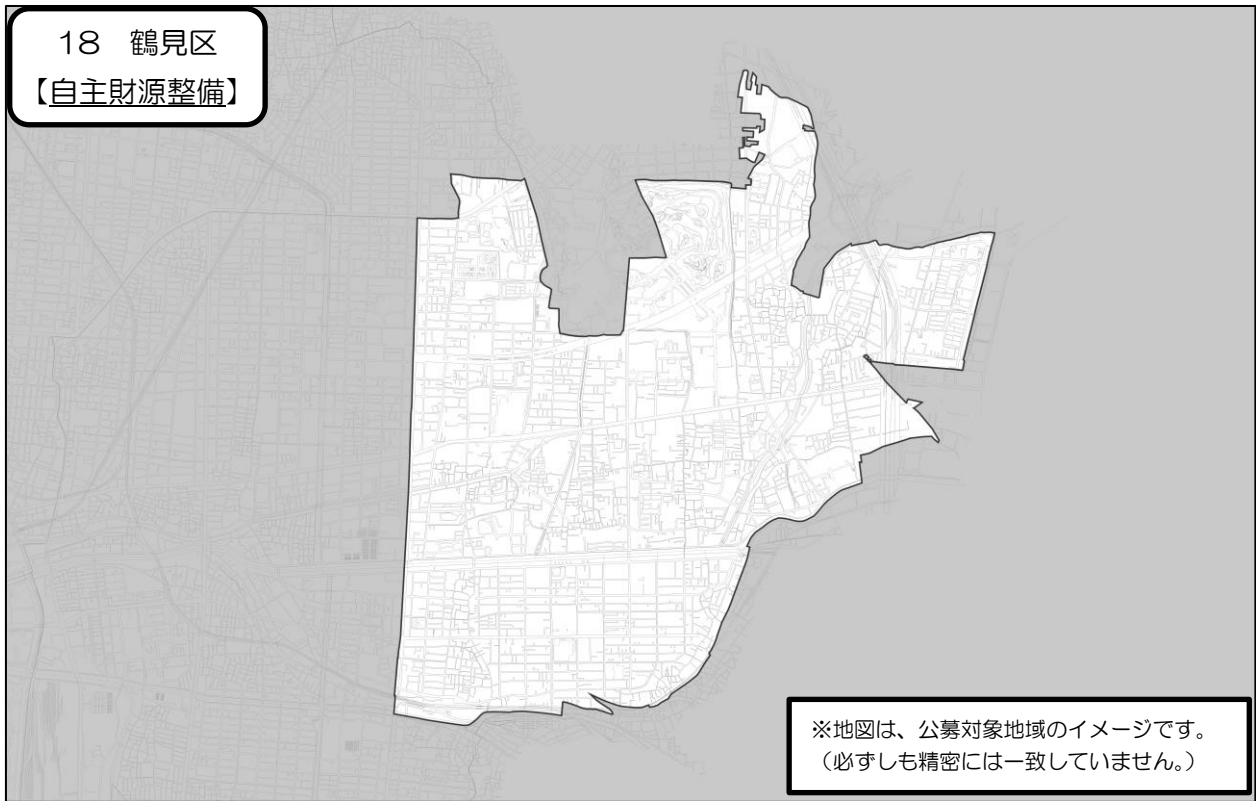 18 鶴見区
【自主財源整備】
※地図は、公募対象地域のイメージです。
（必ずしも精密には一致していません。）